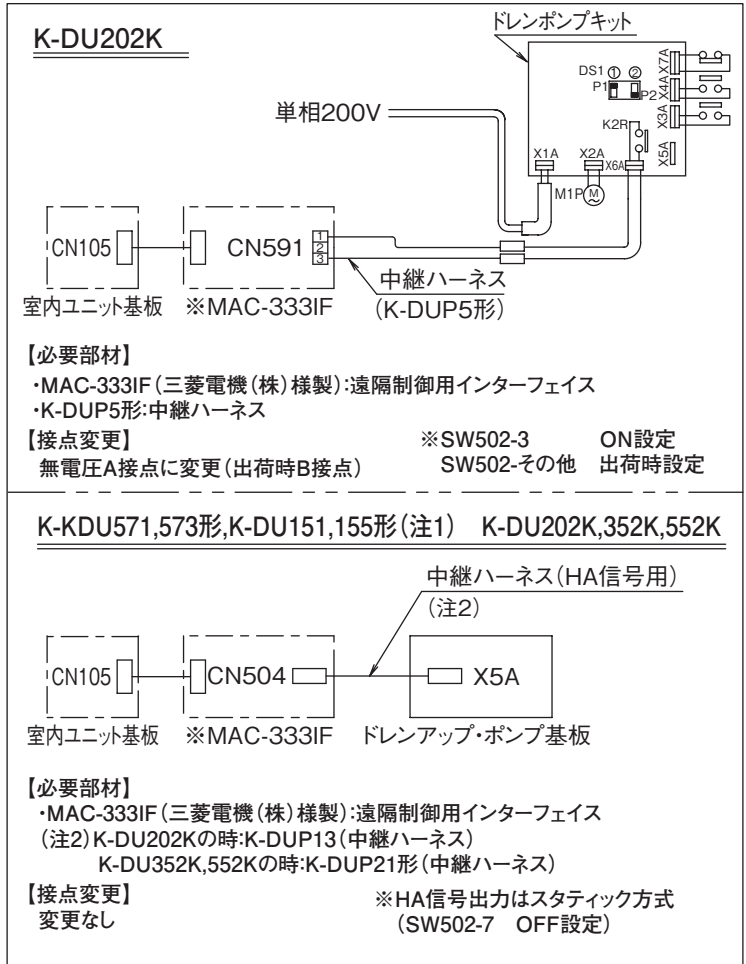 K-DU202K
ドレンポンプキット
DS1 ① ②
P1
P2
X7A
X4A
X3A
K2R
X5A
単相200V
X1A
X2A
X6A
M1P
M
CN105
CN591
1
2
3
室内ユニット基板
※MAC-333IF
中継ハーネス
(K-DUP5形)
【必要部材】
・MAC-333IF(三菱電機(株)様製):遠隔制御用インターフェイス
・K-DUP5形:中継ハーネス
【接点変更】
無電圧A接点に変更(出荷時B接点)
※SW502-3 ON設定
SW502-その他 出荷時設定
K-KDU571,573形,K-DU151,155形(注1) K-DU202K,352K,552K
中継ハーネス(HA信号用)
(注2)
CN105
CN504
X5A
室内ユニット基板
※MAC-333IF
ドレンアップ・ポンプ基板
【必要部材】
・MAC-333IF(三菱電機(株)様製):遠隔制御用インターフェイス
(注2)K-DU202Kの時:K-DUP13(中継ハーネス)
K-DU352K,552Kの時:K-DUP21形(中継ハーネス)
【接点変更】
変更なし
※HA信号出力はスタティック方式
(SW502-7 OFF設定)